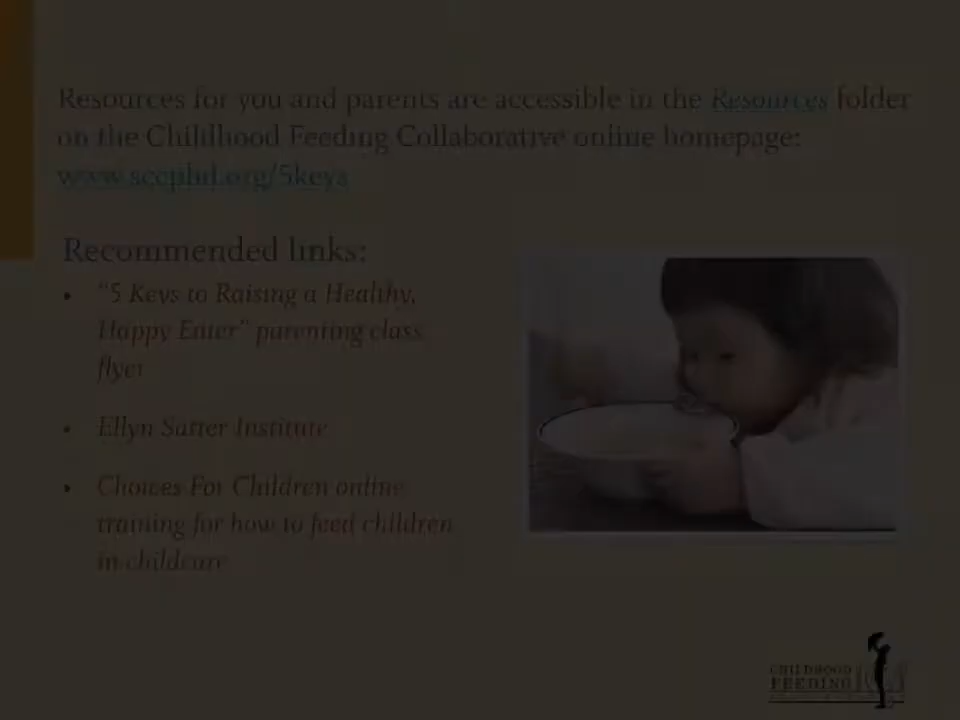 Resources for you and parents are accessible in the Resources folder
on the Childhood Feeding Collaborative online homepage:
www.sccphd.org/5keys
Recommended links:
• "5 Keys to Raising a Healthy,
Happy Eater" parenting class
flyer
• Ellyn Satter Institute
• Choices For Children online
training for how to feed children
in childcare
CHILDHOOD
FEEDING